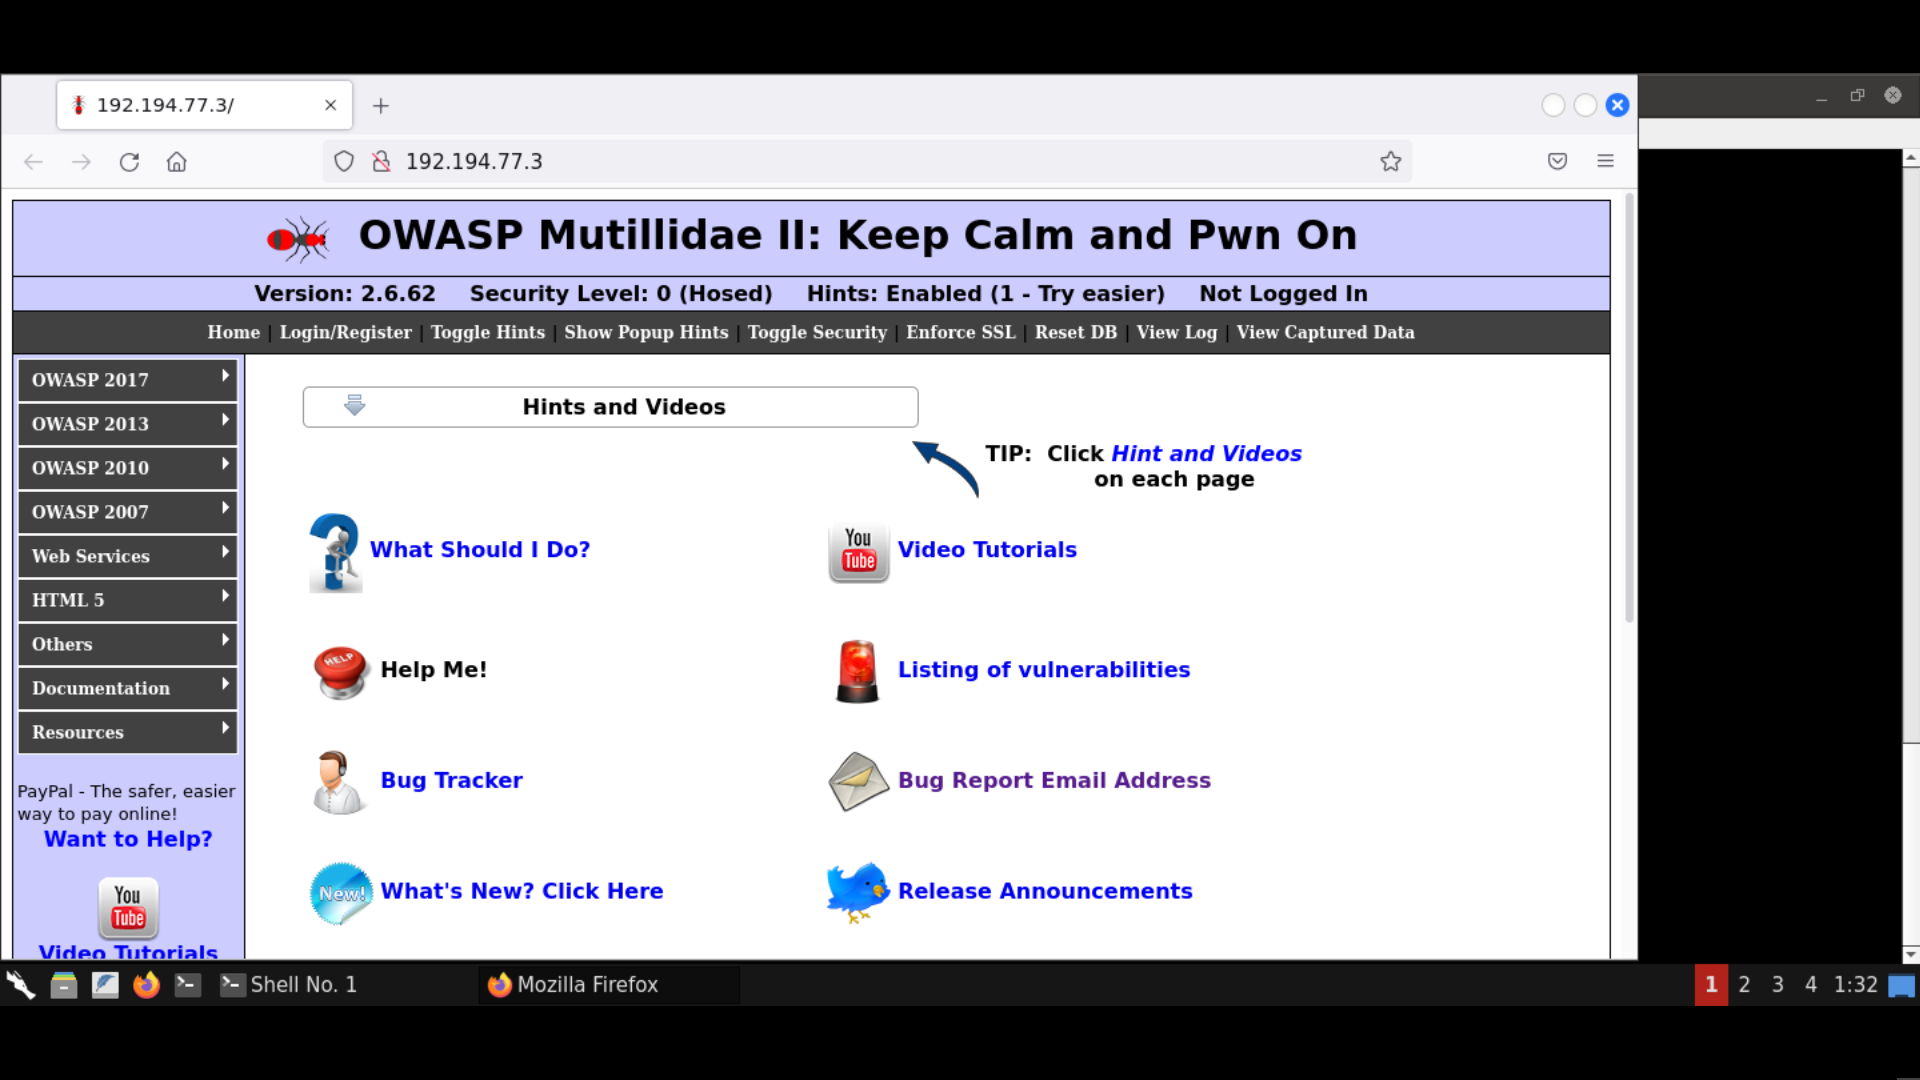 192.194.77.3/
192.194.77.3
OWASP Mutillidae II: Keep Calm and Pwn On
Version: 2.6.62 Security Level: 0 (Hosed) Hints: Enabled (1 - Try easier) Not Logged In
Home | Login/Register | Toggle Hints | Show Popup Hints | Toggle Security | Enforce SSL | Reset DB | View Log | View Captured Data
OWASP 2017
OWASP 2013
OWASP 2010
OWASP 2007
Web Services
HTML 5
Others
Documentation
Resources
PayPal - The safer, easier
way to pay online!
Want to Help?
You
Tube
Video Tutorials
Hints and Videos
TIP: Click Hint and Videos
on each page
What Should I Do?
You
Tube
Video Tutorials
HELP
Help Me!
Listing of vulnerabilities
Bug Tracker
Bug Report Email Address
New!
What's New? Click Here
Release Announcements
Shell No. 1
Mozilla Firefox
1 2 3 4 1:32